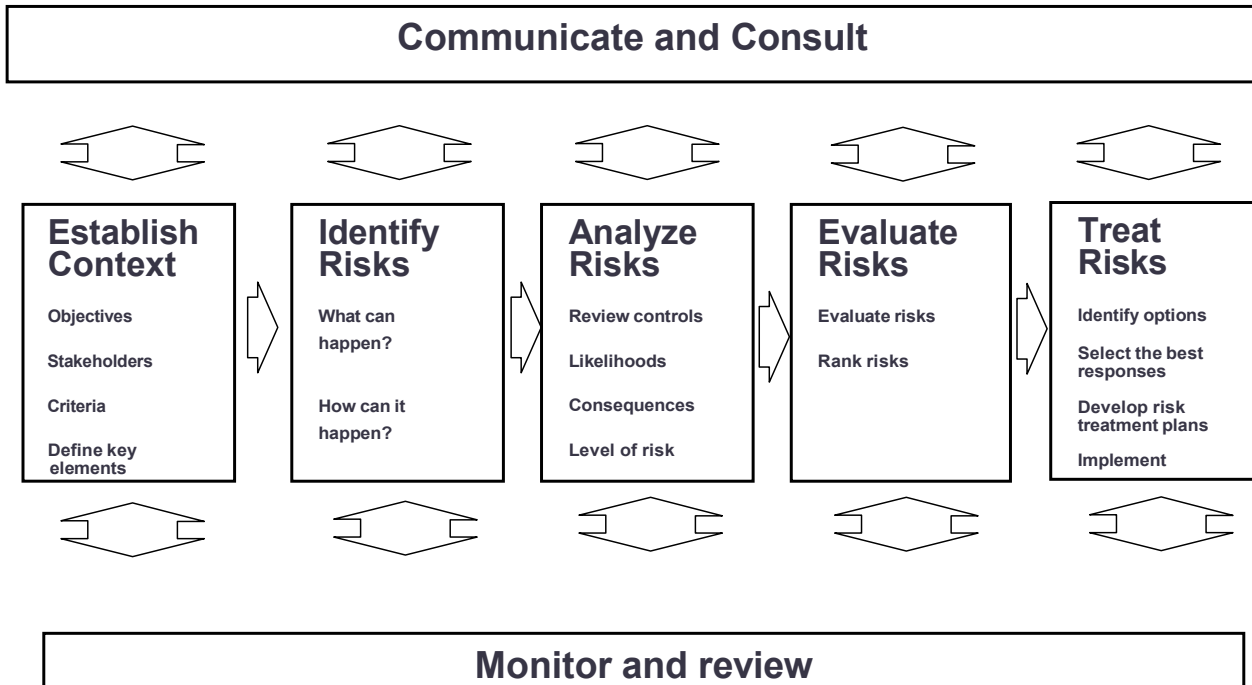 Communicate and Consult
Establish
Context
Objectives
Stakeholders
Criteria
Define key
elements
Identify
Risks
What can
happen?
How can it
happen?
Analyze
Risks
Review controls
Likelihoods
Consequences
Level of risk
Evaluate
Risks
Evaluate risks
Rank risks
Treat
Risks
Identify options
Select the best
responses
Develop risk
treatment plans
Implement
Monitor and review